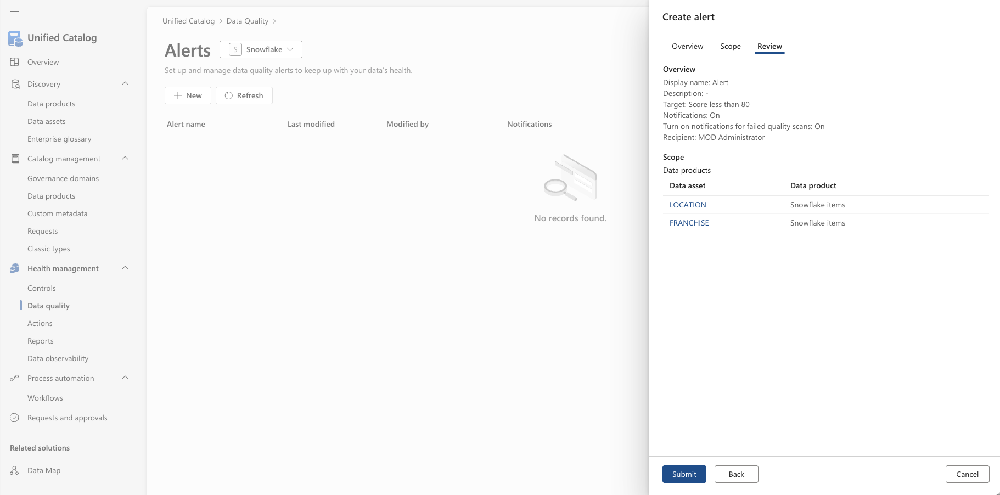 Unified Catalog
Overview
Discovery
Data products
Data assets
Enterprise glossary
Catalog management
Governance domains
Data products
Custom metadata
Requests
Classic types
Health management
Controls
Data quality
Actions
Reports
Data observability
Process automation
Workflows
Requests and approvals
Related solutions
Data Map
Unified Catalog > Data Quality >
Alerts S Snowflake
Set up and manage data quality alerts to keep up with your data's health.
New Refresh
Alert name Last modified Modified by Notifications
No records found.
Create alert
Overview Scope Review
Overview
Display name: Alert
Description: -
Target: Score less than 80
Notifications: On
Turn on notifications for failed quality scans: On
Recipient: MOD Administrator
Scope
Data products
Data asset Data product
LOCATION Snowflake items
FRANCHISE Snowflake items
Submit Back Cancel